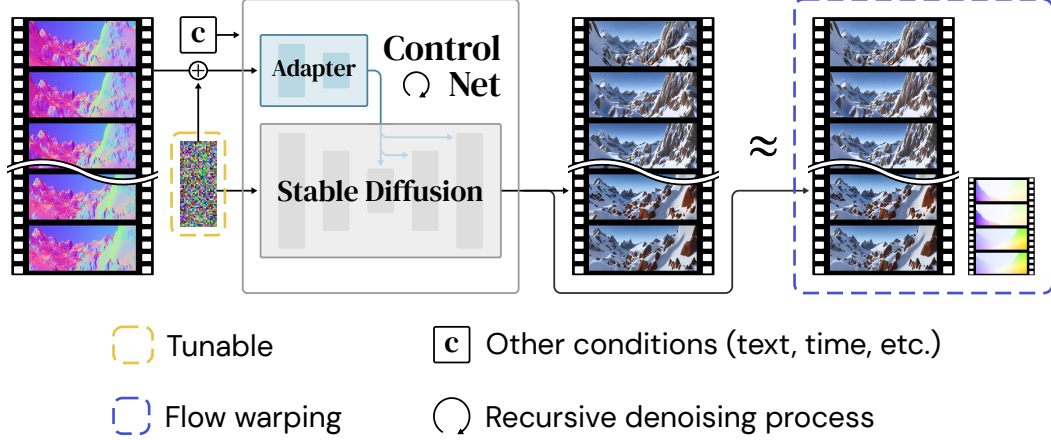 c
Adapter
Control
Net
Stable Diffusion
≈
Tunable
c Other conditions (text, time, etc.)
Flow warping
Recursive denoising process